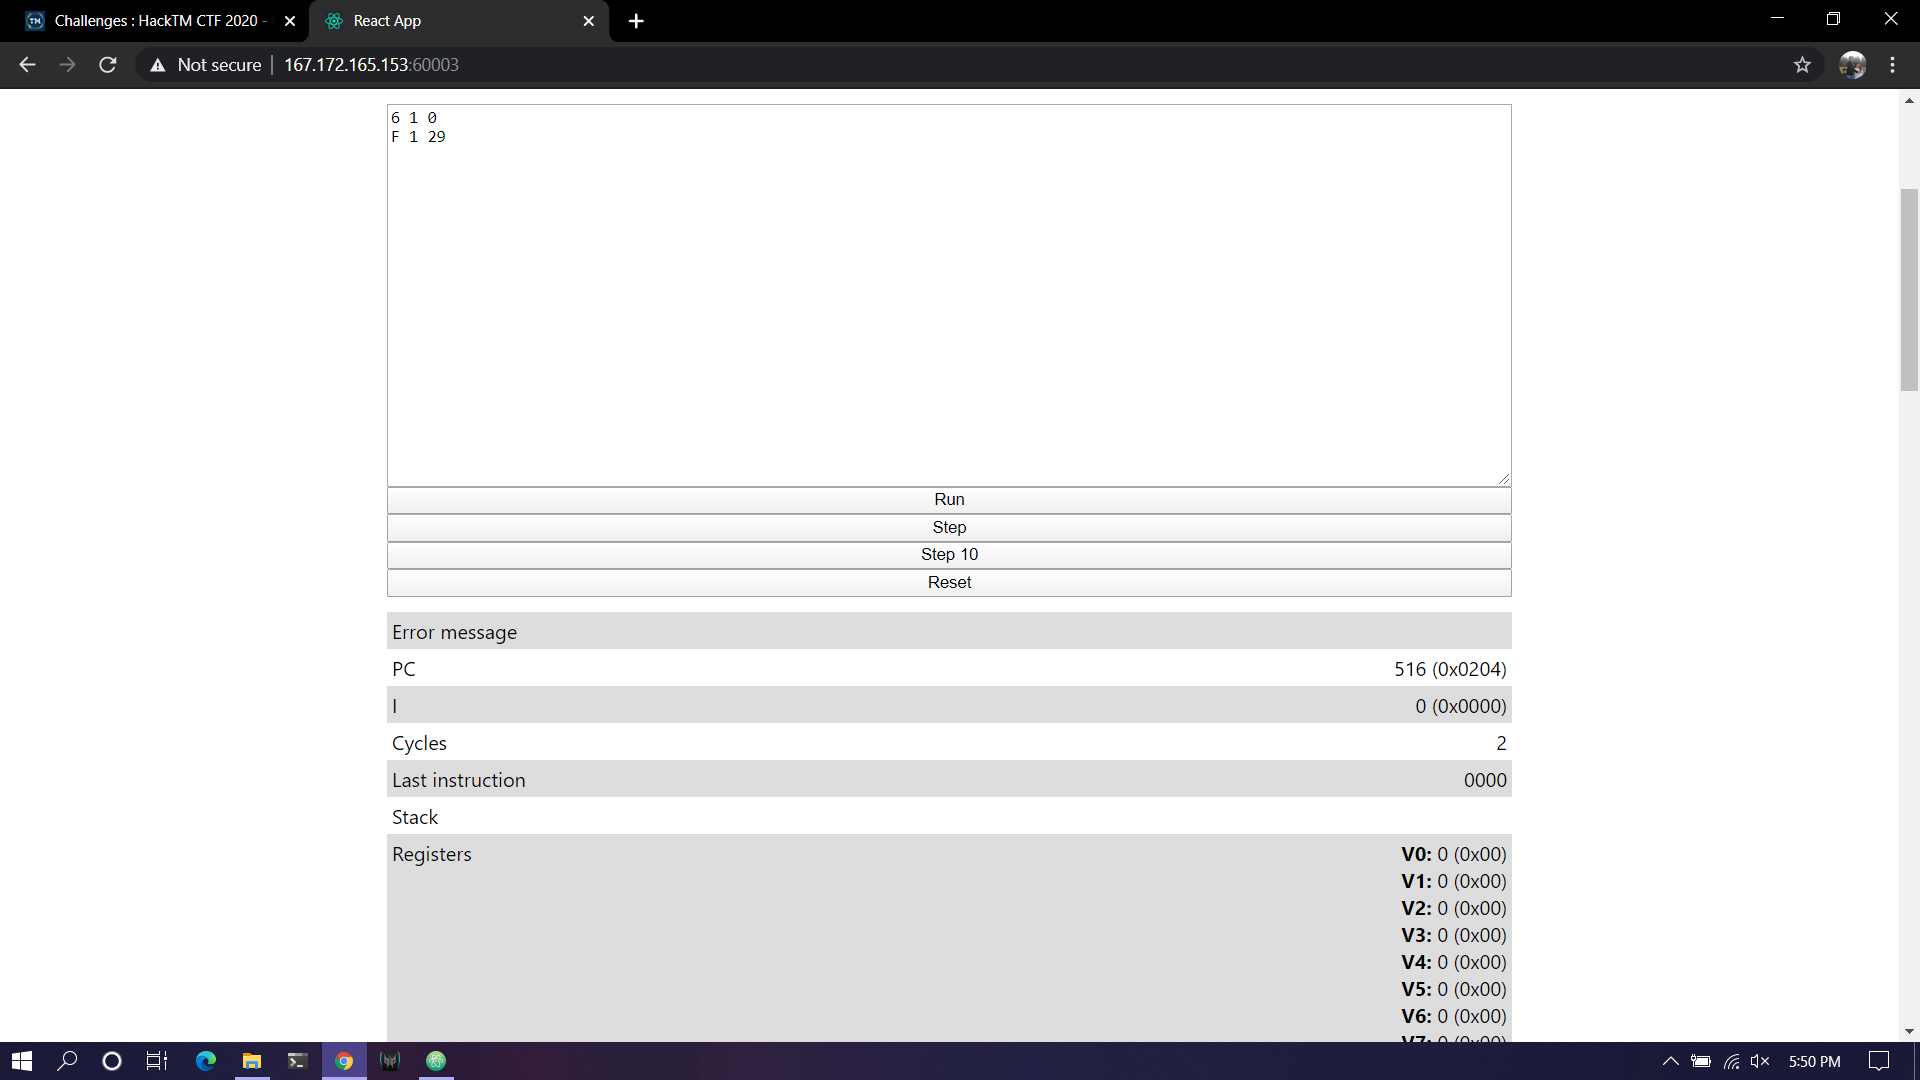 Challenges : HackTM CTF 2020 -
React App
Not secure
167.172.165.153:60003
6 1 0
F 1 29
Run
Step
Step 10
Reset
Error message
PC 516 (0x0204)
I 0 (0x0000)
Cycles 2
Last instruction 0000
Stack
Registers V0: 0 (0x00)
V1: 0 (0x00)
V2: 0 (0x00)
V3: 0 (0x00)
V4: 0 (0x00)
V5: 0 (0x00)
V6: 0 (0x00)
V7: 0 (0x00)
5:50 PM